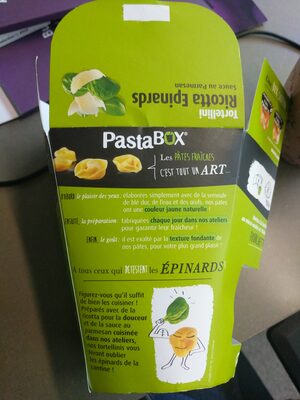 Tortellini
Ricotta Epinards
Sauce au Parmesan
PASTABOX®
Les PÂTES FRAÎCHES
C'EST TOUT UN ART...
D'ABORD le plaisir des yeux : élaborées simplement avec de la semoule
de blé dur, de l'eau et des œufs, nos pâtes
ont une couleur jaune naturelle !
ENSUITE, la préparation : fabriquées chaque jour dans nos ateliers
pour garantir leur fraîcheur !
ENFIN, le goût : il est exalté par la texture fondante de
nos pâtes, pour votre plus grand plaisir !
A tous ceux qui DÉTESTENT les ÉPINARDS
Figurez-vous qu'il suffit
de bien les cuisiner !
Préparés avec de la
ricotta pour la douceur
et de la sauce au
parmesan cuisinée
dans nos ateliers,
nos tortellinis vous
feront oublier
les épinards de la
cantine !